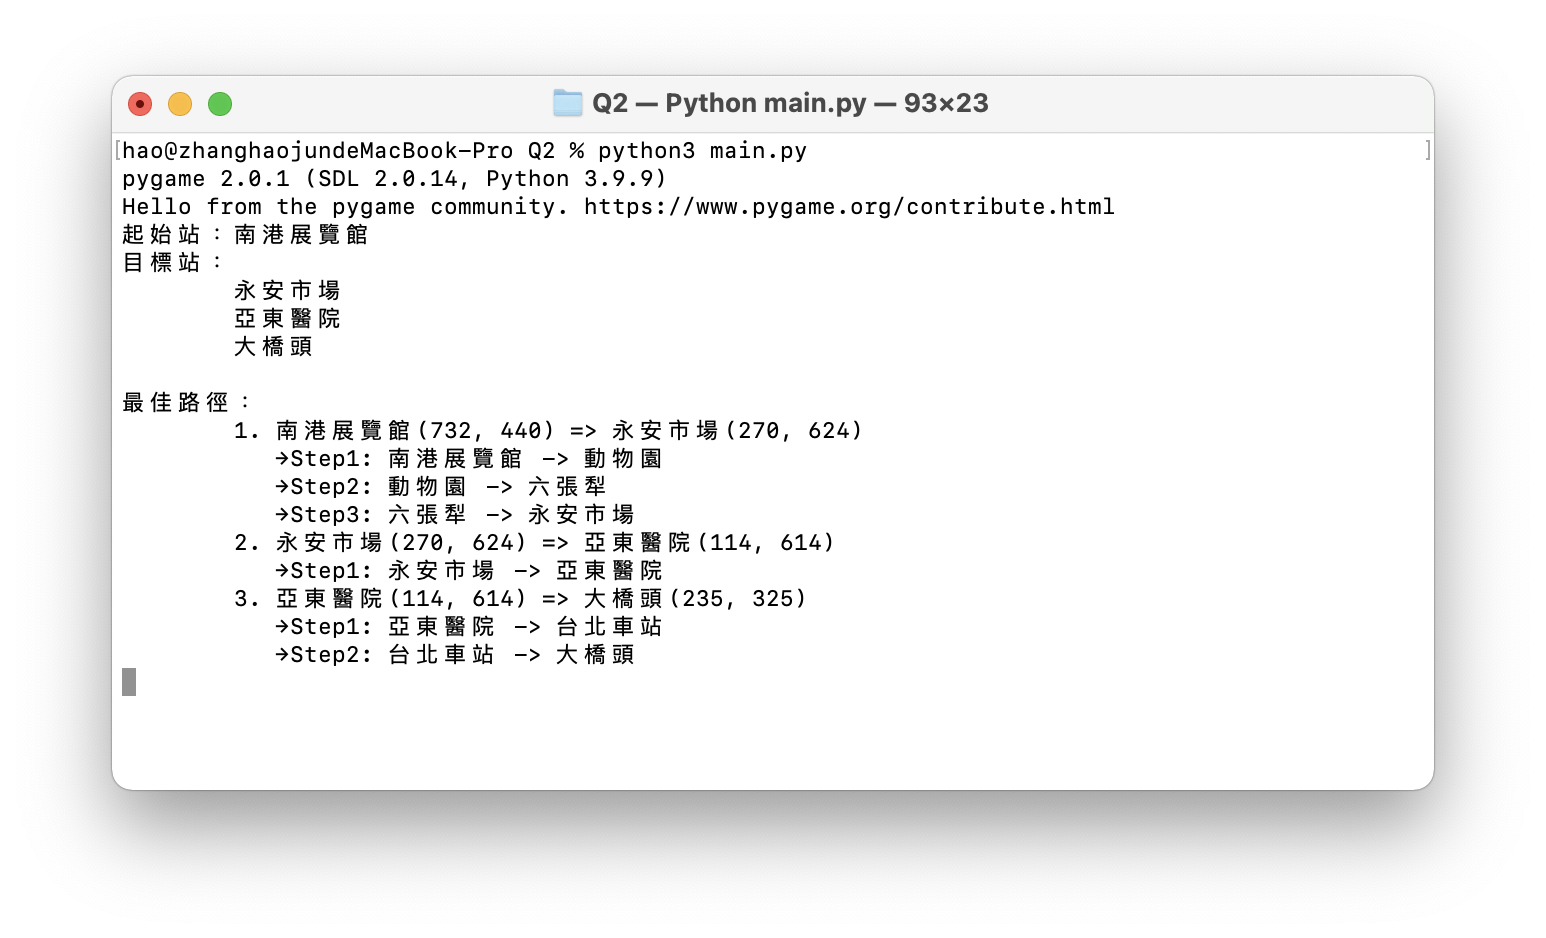 Q2 — Python main.py — 93×23
[hao@zhanghaojundeMacBook-Pro Q2 % python3 main.py ]
pygame 2.0.1 (SDL 2.0.14, Python 3.9.9)
Hello from the pygame community. https://www.pygame.org/contribute.html
起始站：南港展覽館
目標站：
永安市場
亞東醫院
大橋頭
最佳路徑：
1. 南港展覽館(732, 440) => 永安市場(270, 624)
→Step1: 南港展覽館 -> 動物園
→Step2: 動物園 -> 六張犁
→Step3: 六張犁 -> 永安市場
2. 永安市場(270, 624) => 亞東醫院(114, 614)
→Step1: 永安市場 -> 亞東醫院
3. 亞東醫院(114, 614) => 大橋頭(235, 325)
→Step1: 亞東醫院 -> 台北車站
→Step2: 台北車站 -> 大橋頭